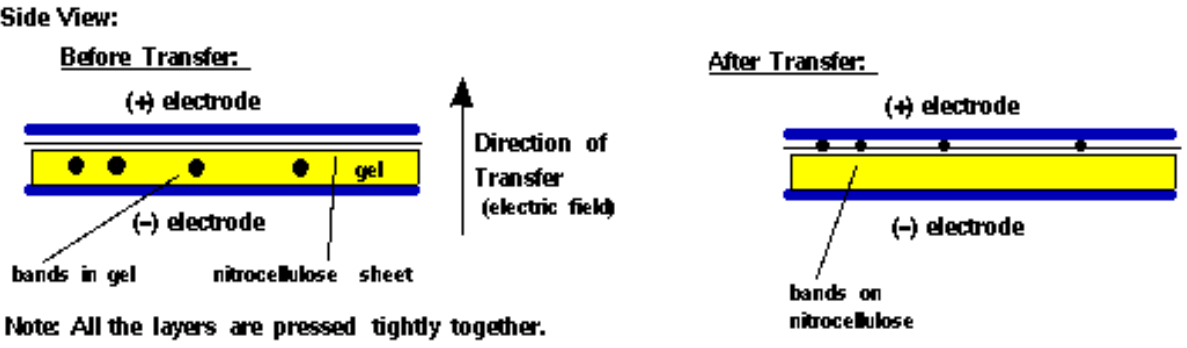 Side View:
Before Transfer:
(+) electrode
gel
(-) electrode
bands in gel
nitrocellulose sheet
Direction of
Transfer
(electric field)
After Transfer:
(+) electrode
(-) electrode
bands on
nitrocellulose
Note: All the layers are pressed tightly together.